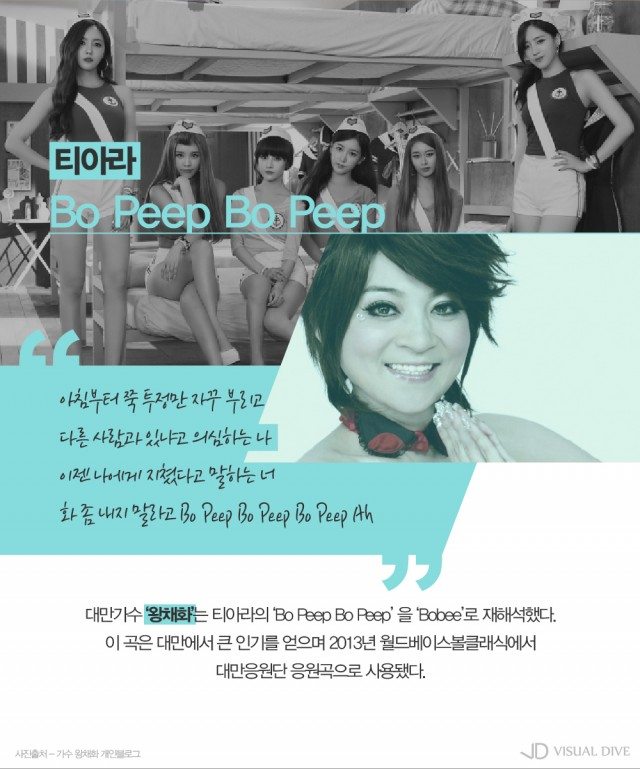 티아라
Bo Peep Bo Peep
“
아침부터 쭉 투정만 자꾸 부리고
다른 사람과 있냐고 의심하는 나
이젠 나에게 지쳤다고 말하는 너
화 좀 내지 말라고 Bo Peep Bo Peep Bo Peep Ah
”
대만가수 ‘왕채화’는 티아라의 ‘Bo Peep Bo Peep’ 을 ‘Bobee’로 재해석했다.
이 곡은 대만에서 큰 인기를 얻으며 2013년 월드베이스볼클래식에서
대만응원단 응원곡으로 사용됐다.
사진출처 - 가수 왕채화 개인블로그
JD VISUAL DIVE